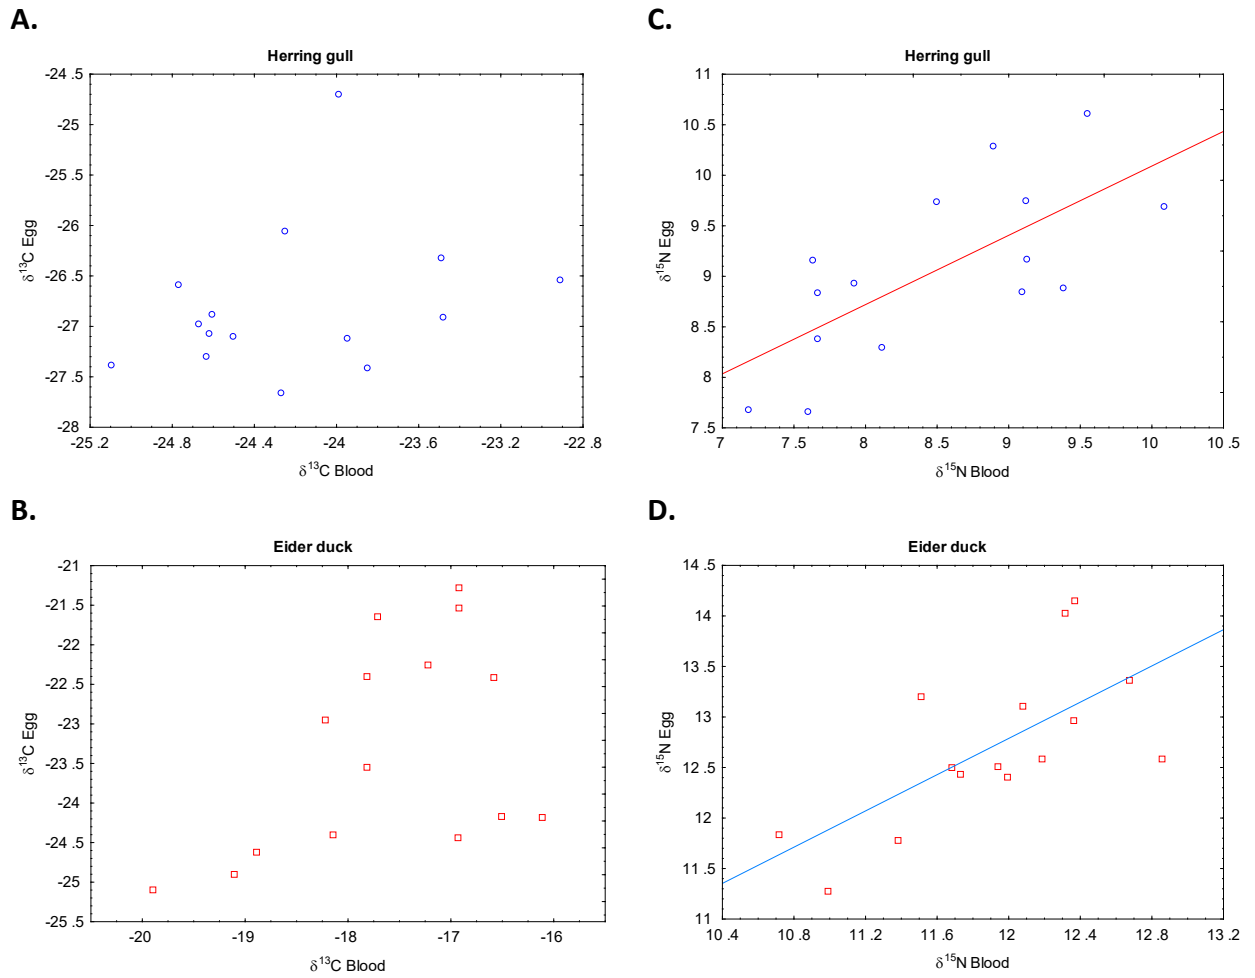 A.
Herring gull
-24.5
-25
-25.5
-26
-26.5
-27
-27.5
-28
δ13C Egg
-25.2 -24.8 -24.4 -24 -23.6 -23.2 -22.8
δ13C Blood
C.
Herring gull
11
10.5
10
9.5
9
8.5
8
7.5
δ15N Egg
7 7.5 8 8.5 9 9.5 10 10.5
δ15N Blood
B.
Eider duck
-21
-21.5
-22
-22.5
-23
-23.5
-24
-24.5
-25
-25.5
δ13C Egg
-20 -19 -18 -17 -16
δ13C Blood
D.
Eider duck
14.5
14
13.5
13
12.5
12
11.5
11
δ15N Egg
10.4 10.8 11.2 11.6 12 12.4 12.8 13.2
δ15N Blood